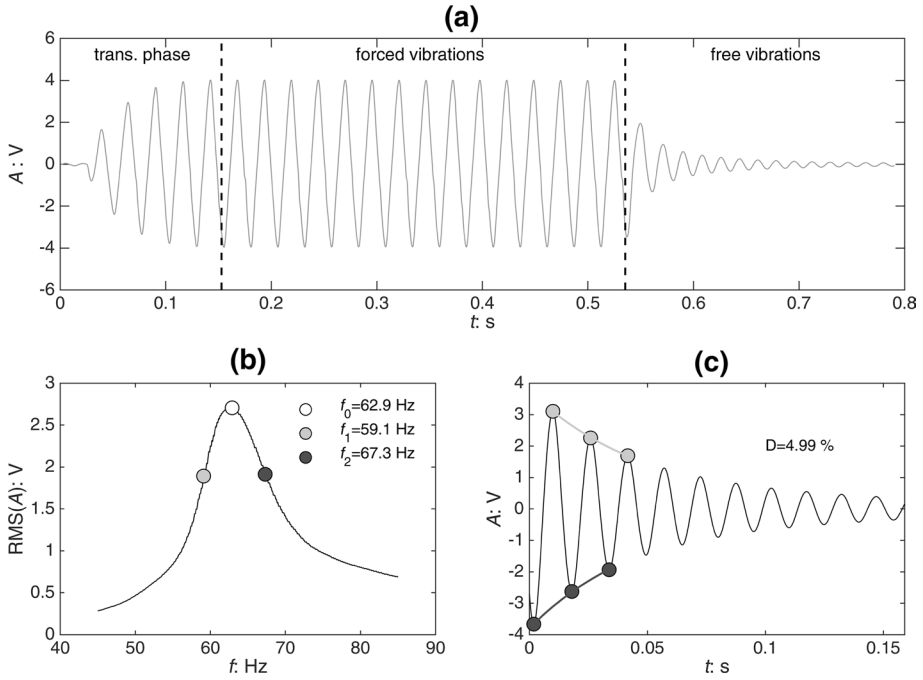 (a)
trans. phase forced vibrations free vibrations
6
4
2
0
-2
-4
-6
A : V
0 0.1 0.2 0.3 0.4 0.5 0.6 0.7 0.8
t: s
(b)
3
2.5
2
1.5
1
0.5
0
RMS(A): V
f0=62.9 Hz
f1=59.1 Hz
f2=67.3 Hz
40 50 60 70 80 90
f: Hz
(c)
4
3
2
1
0
-1
-2
-3
-4
A: V
D=4.99 %
0 0.05 0.1 0.15
t: s